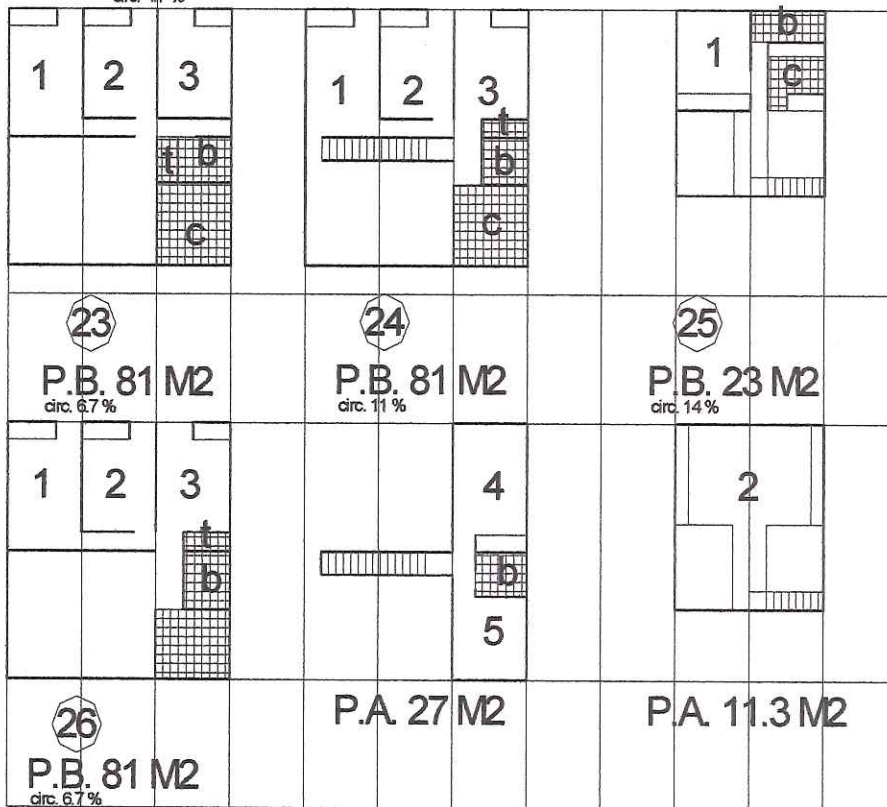 1 2 3
t b
c
1 2 3
t
b
c
1 b
c
23
P.B. 81 M2
circ. 6.7 %
24
P.B. 81 M2
circ. 11 %
25
P.B. 23 M2
circ. 14 %
1 2 3
t
b
4
b
5
2
26
P.B. 81 M2
circ. 6.7 %
P.A. 27 M2
P.A. 11.3 M2